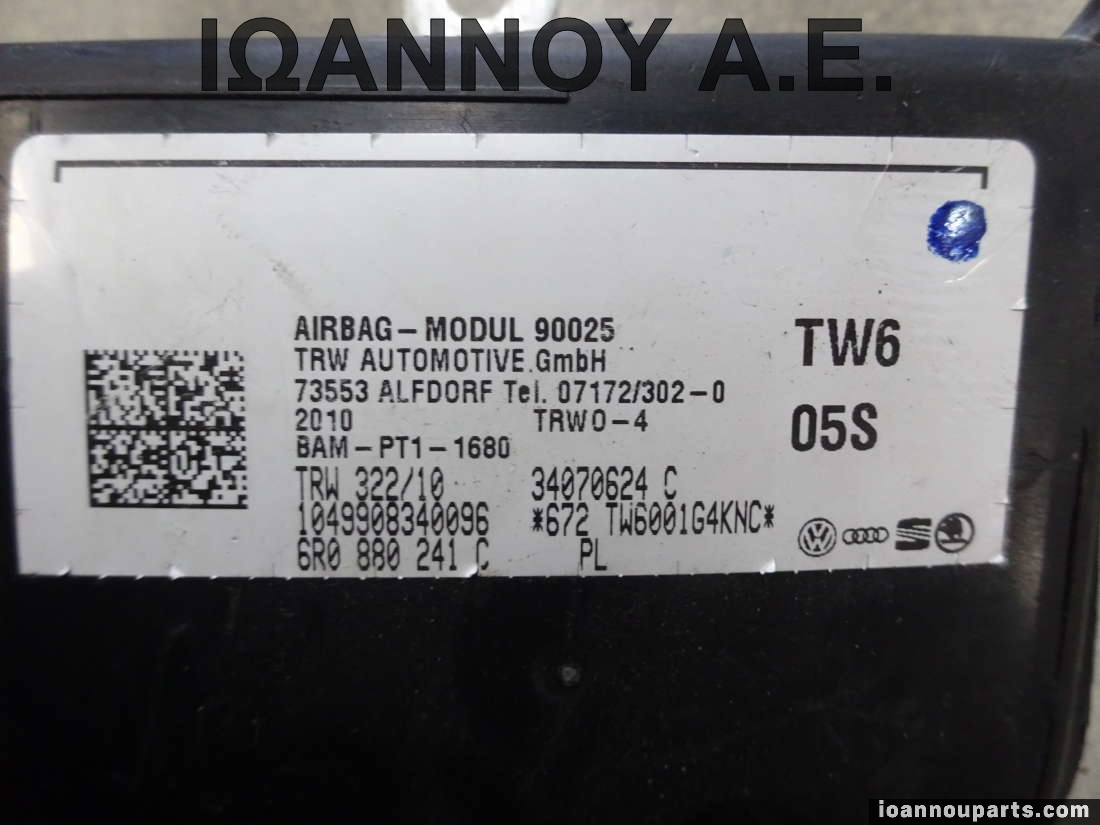 ΙΩΑΝΝΟΥ Α.Ε.
AIRBAG-MODUL 90025
TRW AUTOMOTIVE GmbH
73553 ALFDORF Tel. 07172/302-0
2010 TRWO-4
BAM-PT1-1680
TRW 322/10 34070624 C
1049908340096 *672 TW6001G4KNC*
6R0 880 241 C PL
TW6
05S
ioannouparts.com